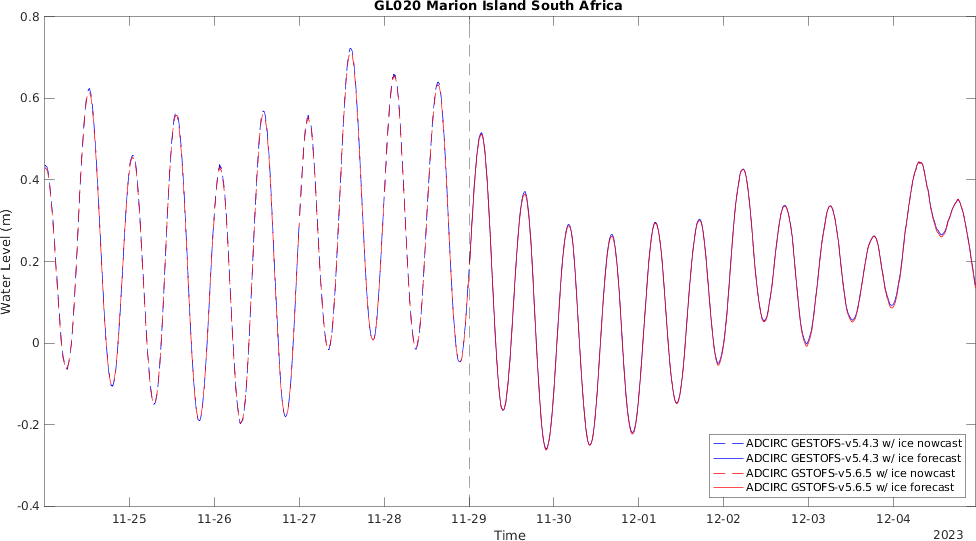 GL020 Marion Island South Africa
0.8
0.6
0.4
0.2
0
-0.2
-0.4
Water Level (m)
ADCIRC GESTOFS-v5.4.3 w/ ice nowcast
ADCIRC GESTOFS-v5.4.3 w/ ice forecast
ADCIRC GSTOFS-v5.6.5 w/ ice nowcast
ADCIRC GSTOFS-v5.6.5 w/ ice forecast
11-25 11-26 11-27 11-28 11-29 11-30 12-01 12-02 12-03 12-04
Time
2023